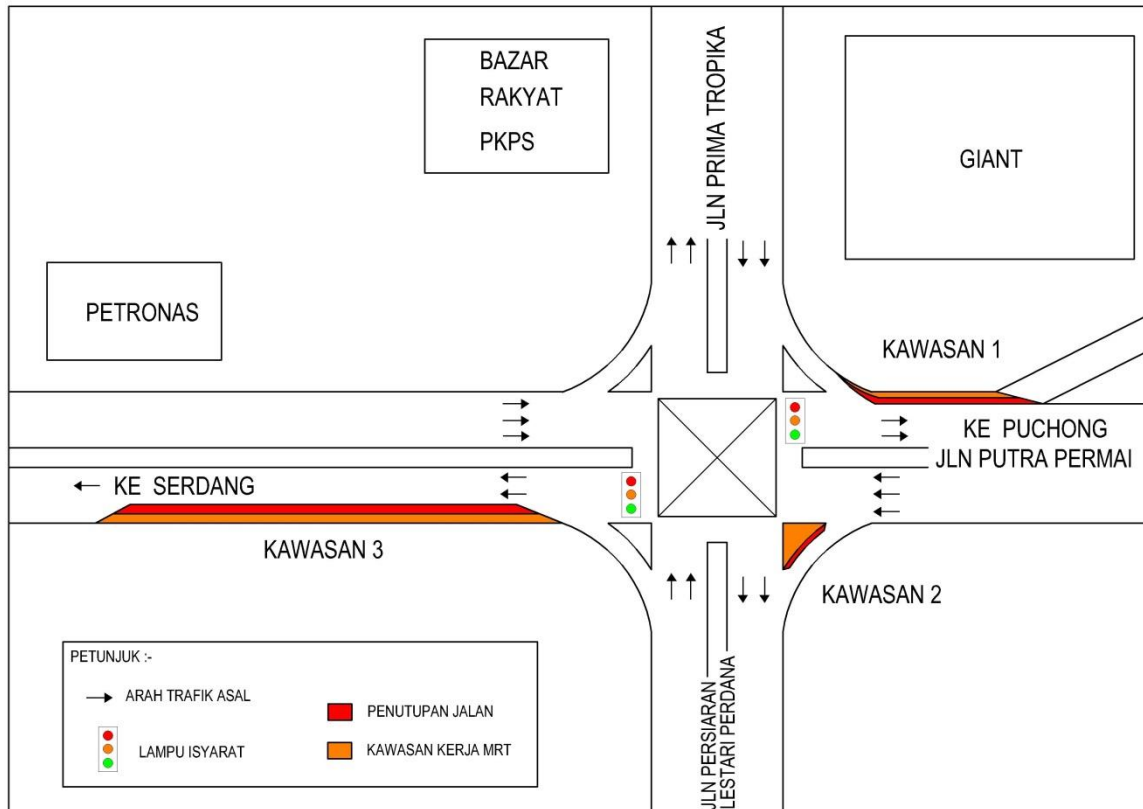 BAZAR
RAKYAT
PKPS
JLN PRIMA TROPIKA
GIANT
PETRONAS
KAWASAN 1
KE PUCHONG
JLN PUTRA PERMAI
KE SERDANG
KAWASAN 3
KAWASAN 2
JLN PERSIARAN
LESTARI PERDANA
PETUNJUK :-
ARAH TRAFIK ASAL
LAMPU ISYARAT
PENUTUPAN JALAN
KAWASAN KERJA MRT